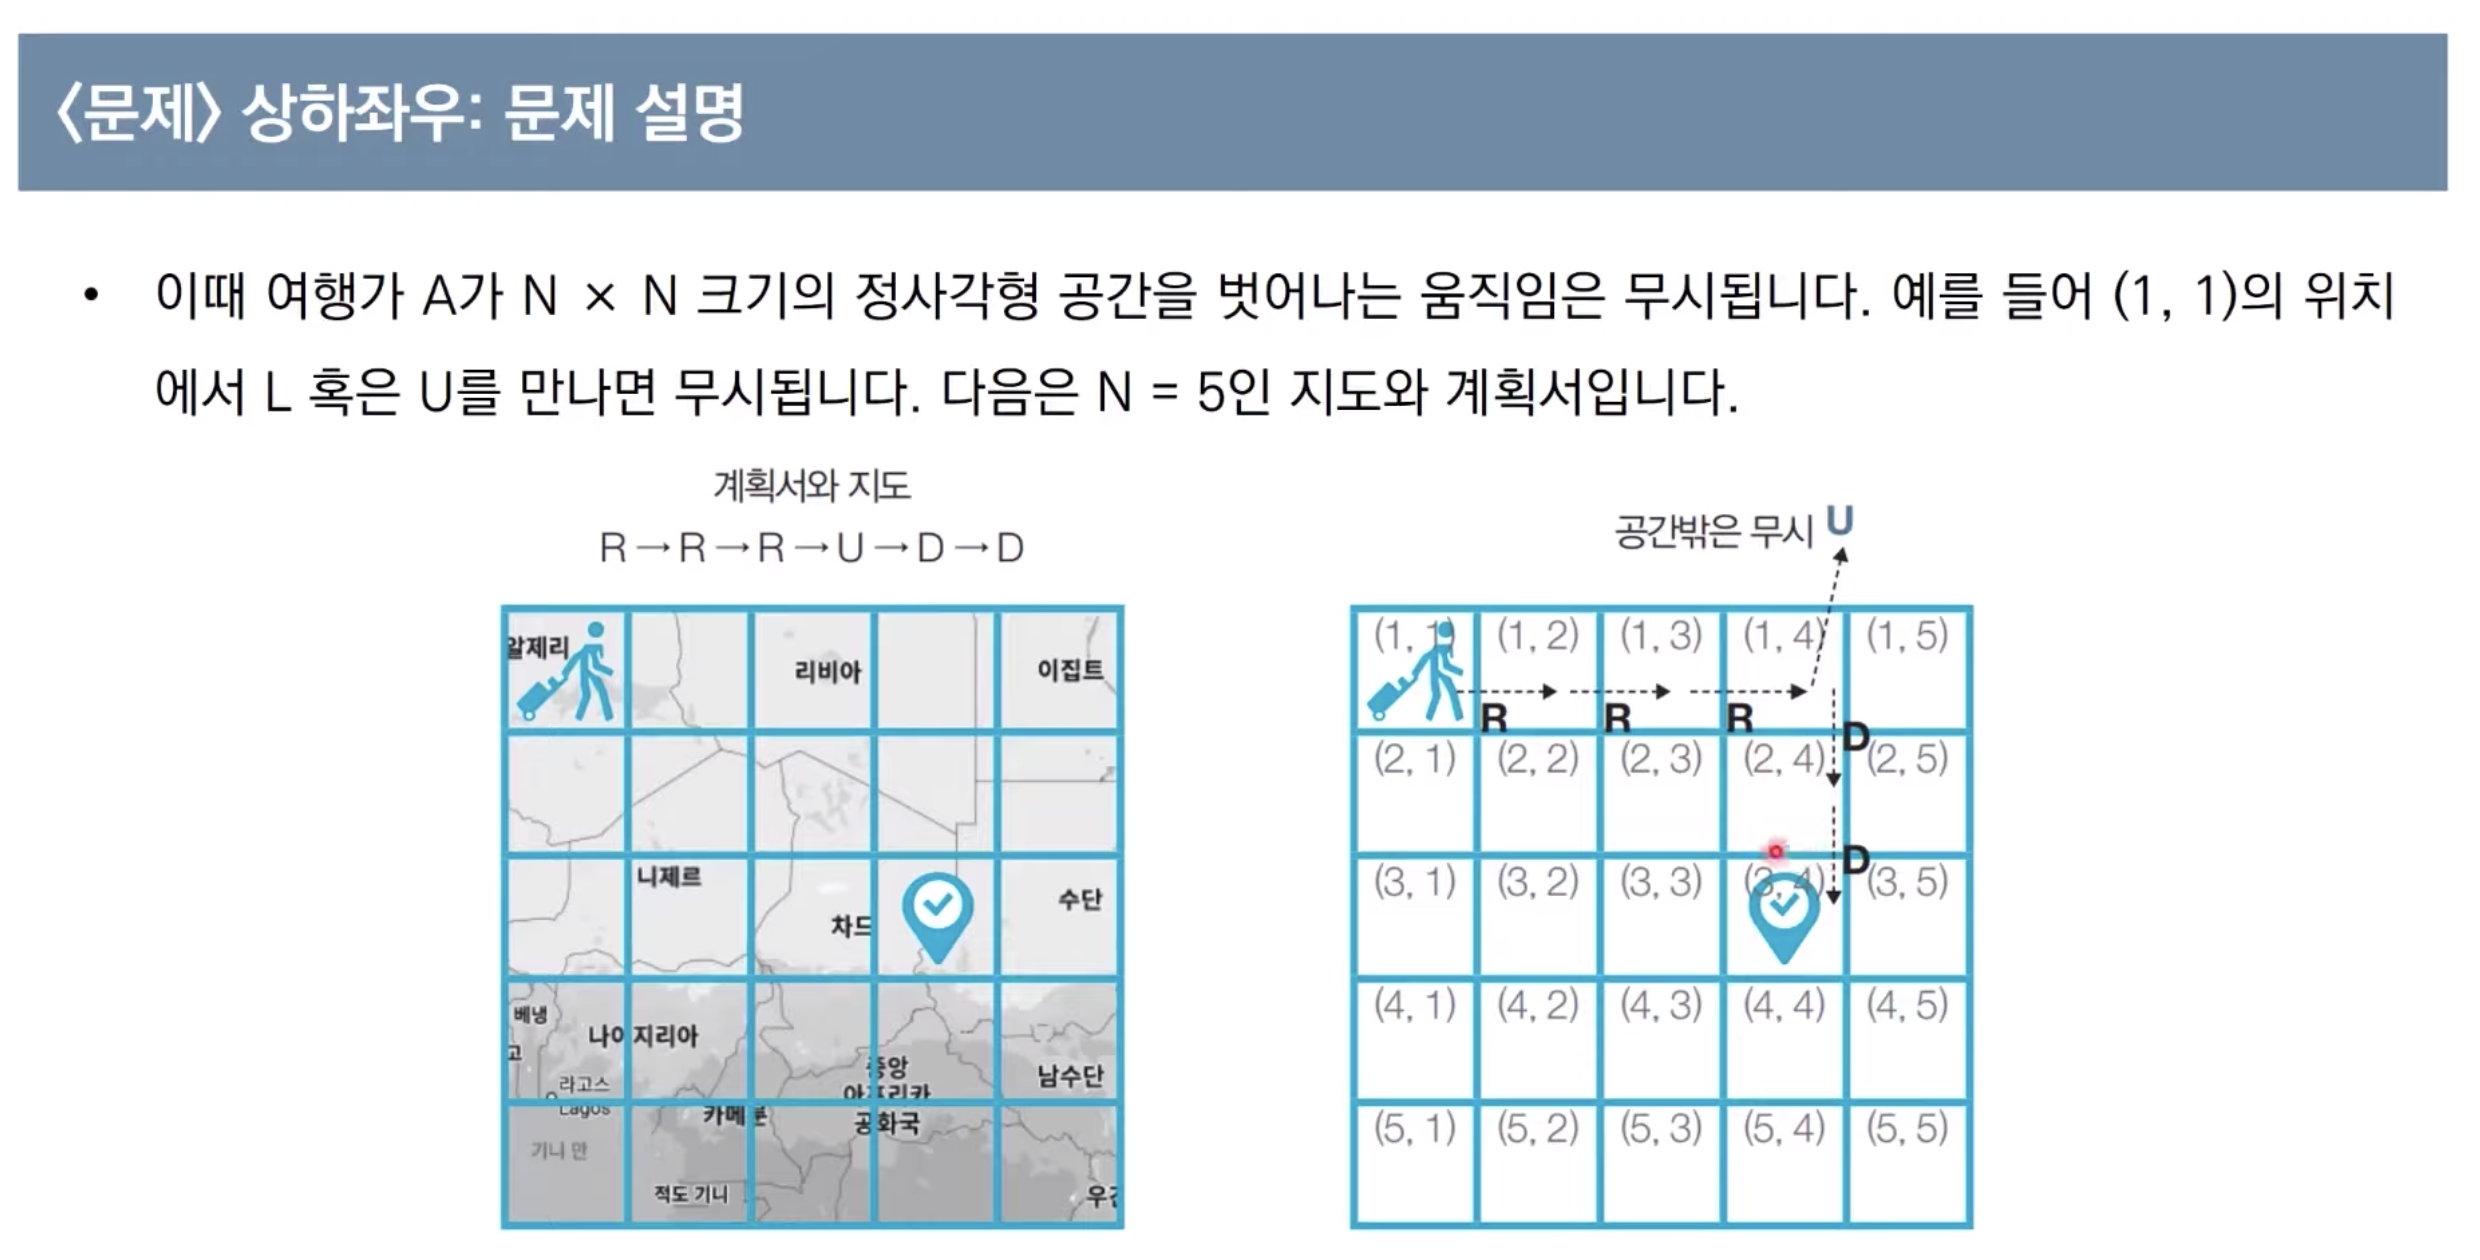 〈문제〉 상하좌우: 문제 설명
• 이때 여행가 A가 N × N 크기의 정사각형 공간을 벗어나는 움직임은 무시됩니다. 예를 들어 (1, 1)의 위치
에서 L 혹은 U를 만나면 무시됩니다. 다음은 N = 5인 지도와 계획서입니다.
계획서와 지도
R→R→R→U→D→D
알제리
리비아
이집트
니제르
차드
수단
베냉
고
나이지리아
라고스
Lagos
중앙
아프리카
공화국
남수단
카메룬
기니 만
적도 기니
공간밖은 무시 U
(1, 1) (1, 2) (1, 3) (1, 4) (1, 5)
R R R
D
(2, 1) (2, 2) (2, 3) (2, 4) (2, 5)
D
(3, 1) (3, 2) (3, 3) (3, 4) (3, 5)
(4, 1) (4, 2) (4, 3) (4, 4) (4, 5)
(5, 1) (5, 2) (5, 3) (5, 4) (5, 5)